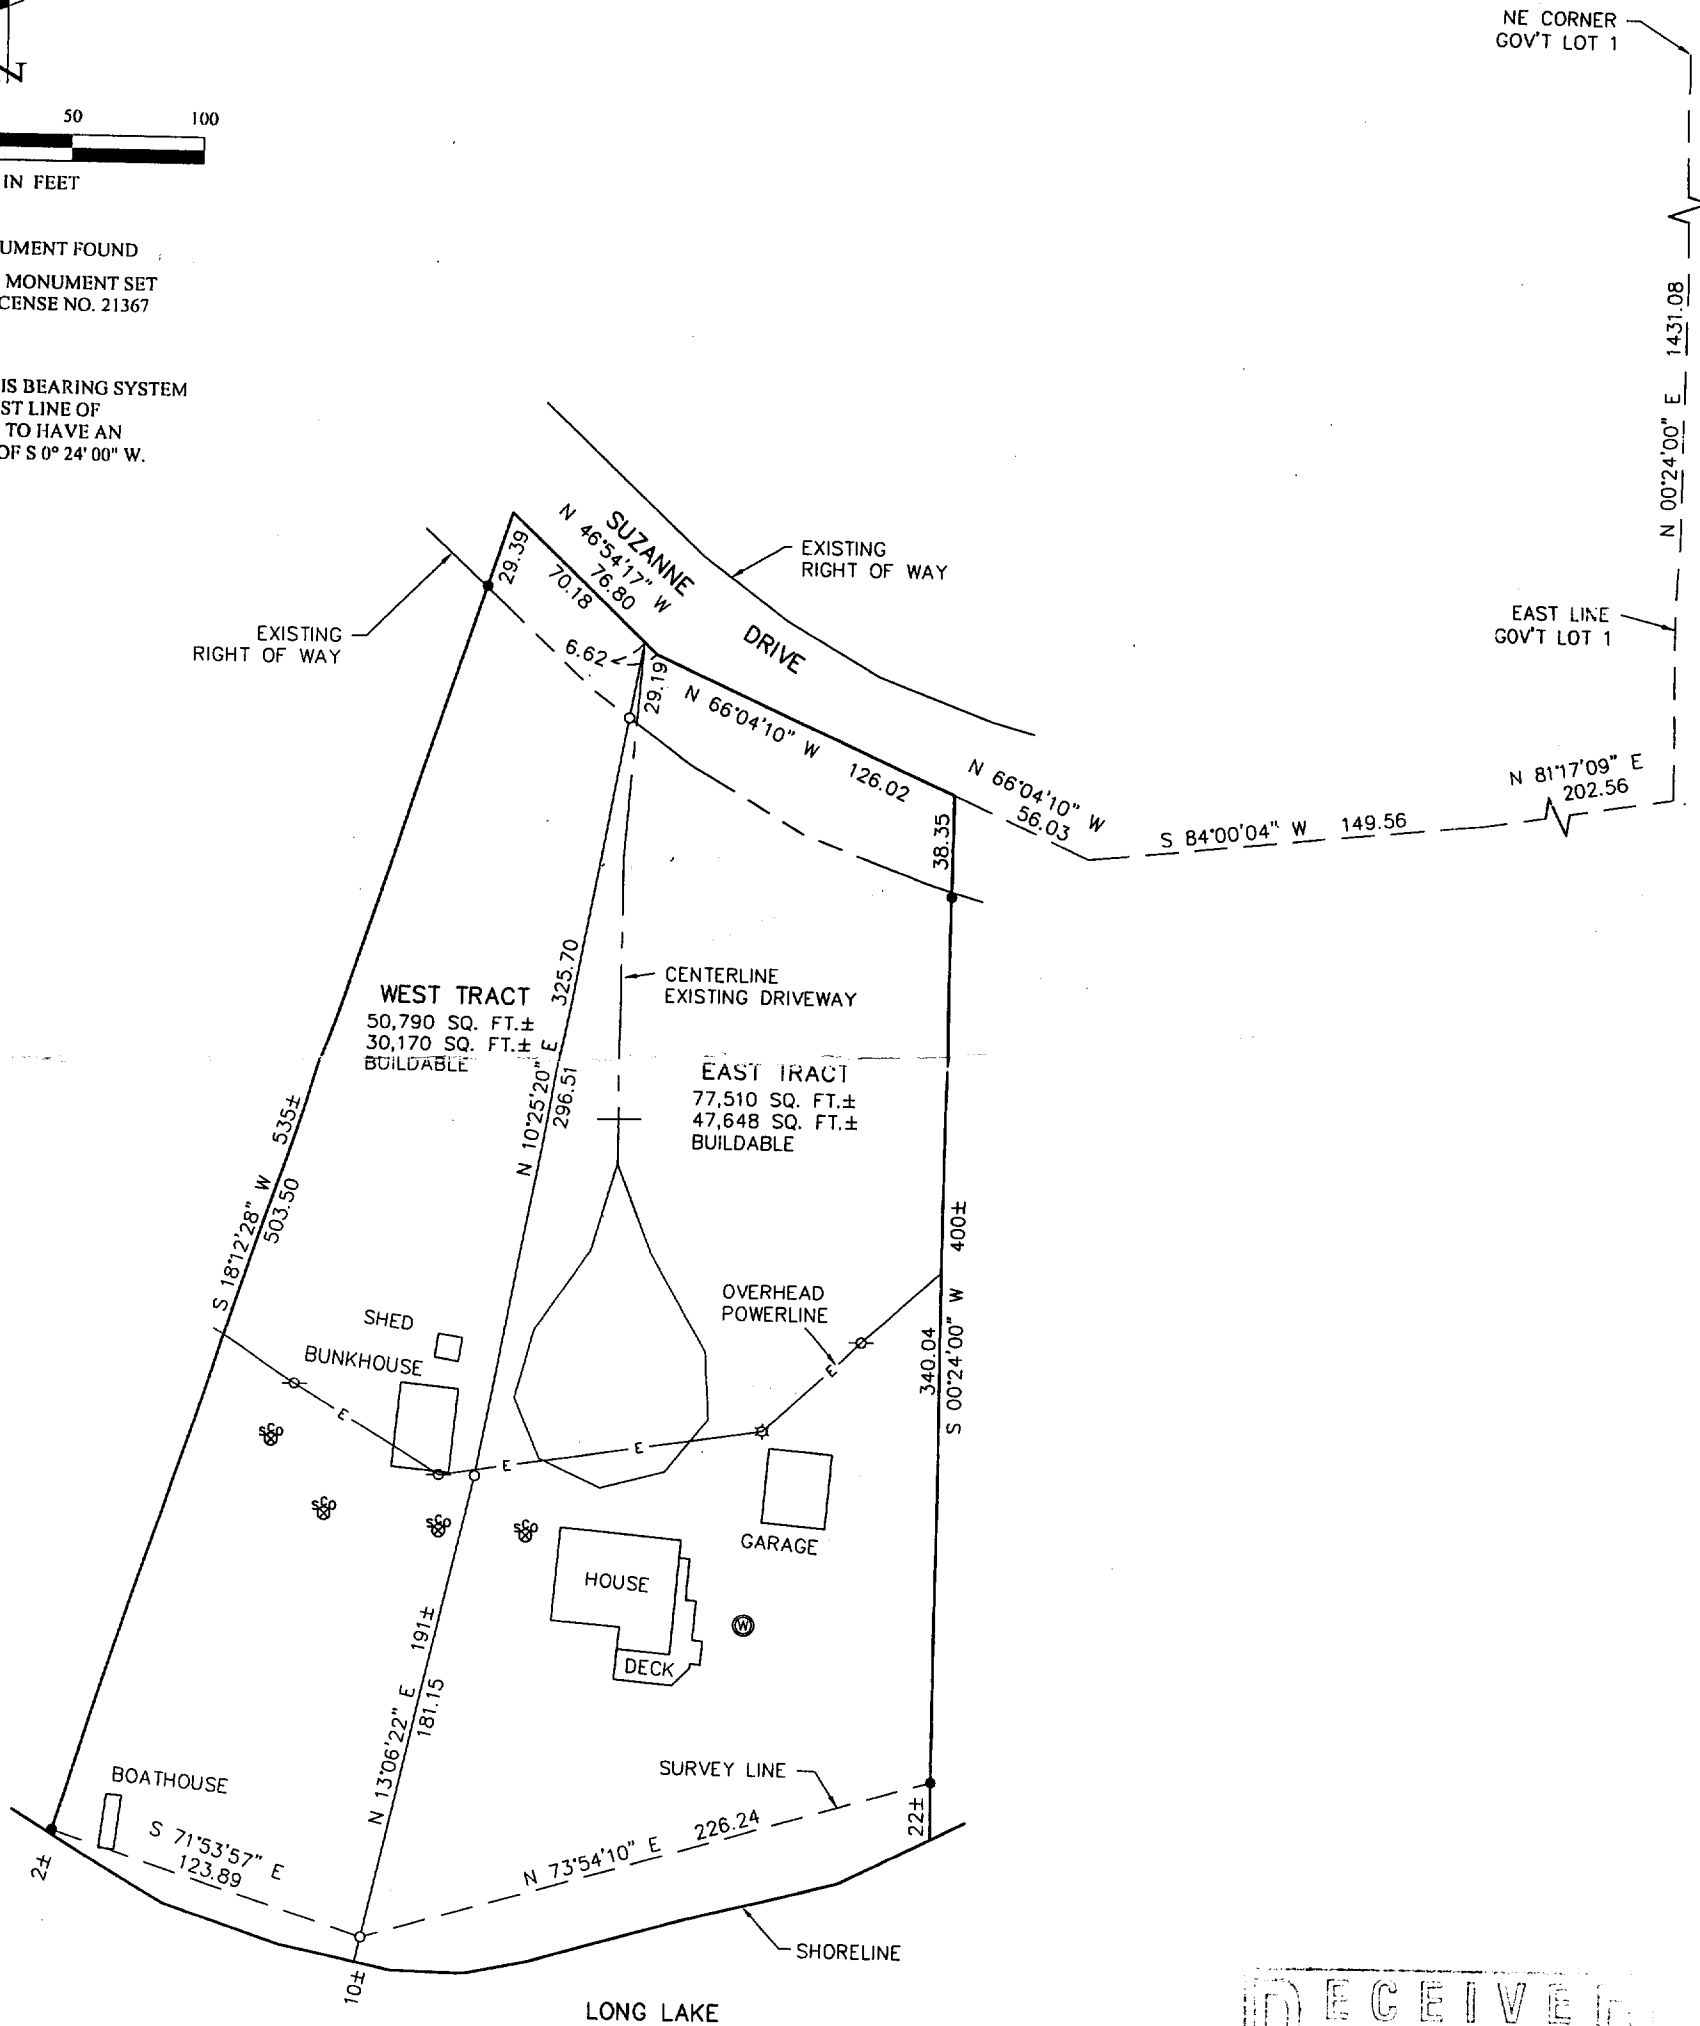 NE CORNER
GOV'T LOT 1
N
50 100
IN FEET
UMENT FOUND
MONUMENT SET
CENSE NO. 21367
IS BEARING SYSTEM
ST LINE OF
TO HAVE AN
OF S 0° 24' 00" W.
N 00°24'00" E 1431.08
EXISTING
RIGHT OF WAY
SUZANNE
DRIVE
N 46°54'17" W
76.80
70.18
29.39
EXISTING
RIGHT OF WAY
6.62
29.19
N 66°04'10" W
126.02
EAST LINE
GOV'T LOT 1
N 66°04'10" W
56.03
S 84°00'04" W 149.56
N 81°17'09" E
202.56
38.35
CENTERLINE
EXISTING DRIVEWAY
WEST TRACT
50,790 SQ. FT.±
30,170 SQ. FT.±
BUILDABLE
N 10°25'20" E 325.70
296.51
EAST TRACT
77,510 SQ. FT.±
47,648 SQ. FT.±
BUILDABLE
S 18°12'28" W 535±
503.50
S 00°24'00" W 400±
340.04
OVERHEAD
POWERLINE
SHED
BUNKHOUSE
E
E
E
E
SCO
SCO
SCO
SCO
GARAGE
HOUSE
DECK
W
N 13°06'22" E 191±
181.15
BOATHOUSE
S 71°53'57" E
123.89
SURVEY LINE
N 73°54'10" E 226.24
22±
2±
10±
SHORELINE
LONG LAKE
DECEIVE